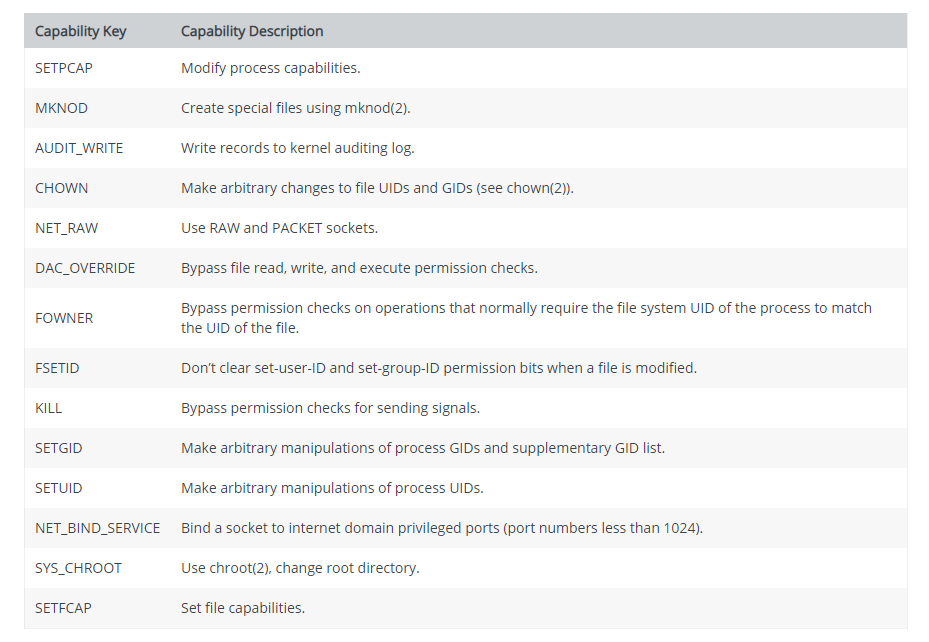 Capability Key Capability Description
SETPCAP Modify process capabilities.
MKNOD Create special files using mknod(2).
AUDIT_WRITE Write records to kernel auditing log.
CHOWN Make arbitrary changes to file UIDs and GIDs (see chown(2)).
NET_RAW Use RAW and PACKET sockets.
DAC_OVERRIDE Bypass file read, write, and execute permission checks.
FOWNER Bypass permission checks on operations that normally require the file system UID of the process to match
the UID of the file.
FSETID Don’t clear set-user-ID and set-group-ID permission bits when a file is modified.
KILL Bypass permission checks for sending signals.
SETGID Make arbitrary manipulations of process GIDs and supplementary GID list.
SETUID Make arbitrary manipulations of process UIDs.
NET_BIND_SERVICE Bind a socket to internet domain privileged ports (port numbers less than 1024).
SYS_CHROOT Use chroot(2), change root directory.
SETFCAP Set file capabilities.